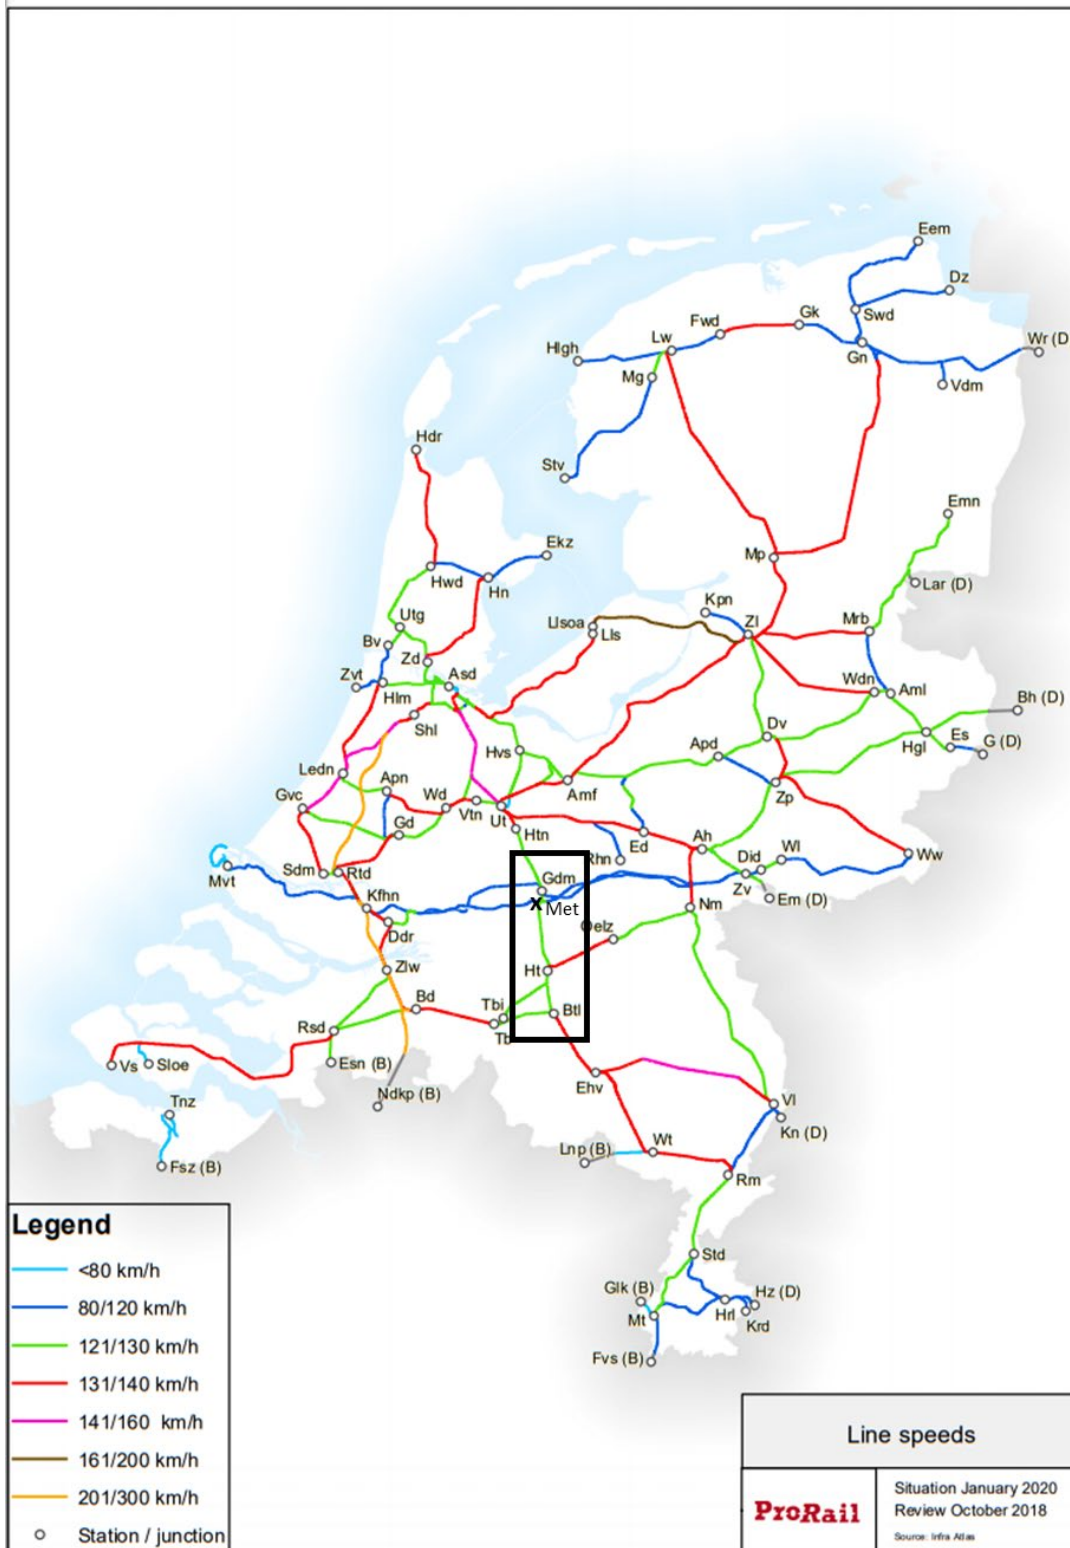 Eem
Dz
Swd
Gk
Fwd
Lw
Hlgh
Gn
Wr (D
Mg
Vdm
Hdr
Stv
Emn
Ekz
Mp
Hwd
Hn
Lar (D)
Kpn
Utg
Llsoa
Lls
Zl
Mrb
Bv
Zd
Zvt
Asd
Hlm
Wdn
Aml
Bh (D)
Shl
Dv
Hvs
Apd
Hgl
Es
G (D)
Ledn
Apn
Amf
Zp
Gvc
Wd
Vtn
Ut
Gd
Htn
Ed
Ah
Did
Wl
Rhn
Ww
Mvt
Sdm
Rtd
Gdm
Zv
Em (D)
Kfhn
x Met
Nm
Ddr
elz
Zlw
Ht
Bd
Tbi
Btl
Rsd
Tb
Vs
Sloe
Esn (B)
Ehv
Ndkp (B)
Tnz
Vl
Kn (D)
Lnp (B)
Wt
Fsz (B)
Rm
Std
Glk (B)
Hz (D)
Mt
Hrl
Krd
Fvs (B)
Legend
<80 km/h
80/120 km/h
121/130 km/h
131/140 km/h
141/160 km/h
161/200 km/h
201/300 km/h
Station / junction
Line speeds
ProRail
Situation January 2020
Review October 2018
Source: Infra Atlas